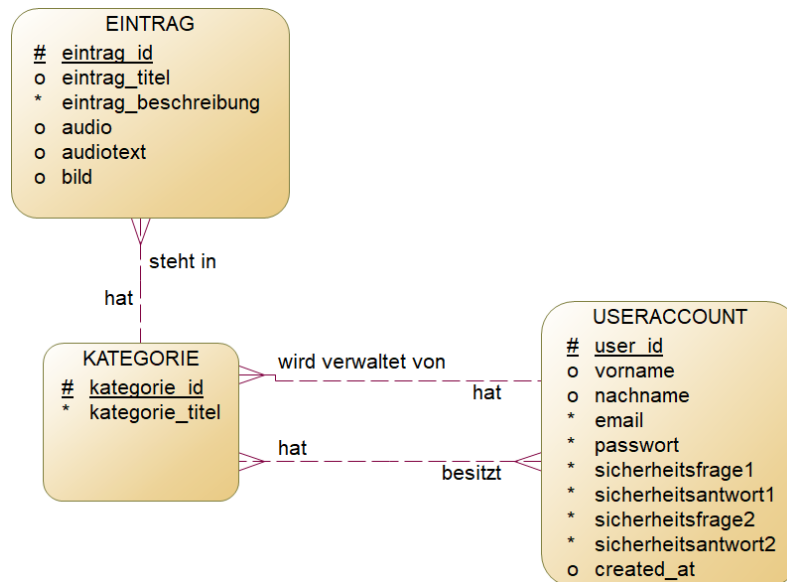 EINTRAG
# eintrag_id
o eintrag_titel
* eintrag_beschreibung
o audio
o audiotext
o bild
steht in
hat
KATEGORIE
# kategorie_id
* kategorie_titel
wird verwaltet von
hat
hat
besitzt
USERACCOUNT
# user_id
o vorname
o nachname
* email
* passwort
* sicherheitsfrage1
* sicherheitsantwort1
* sicherheitsfrage2
* sicherheitsantwort2
o created_at